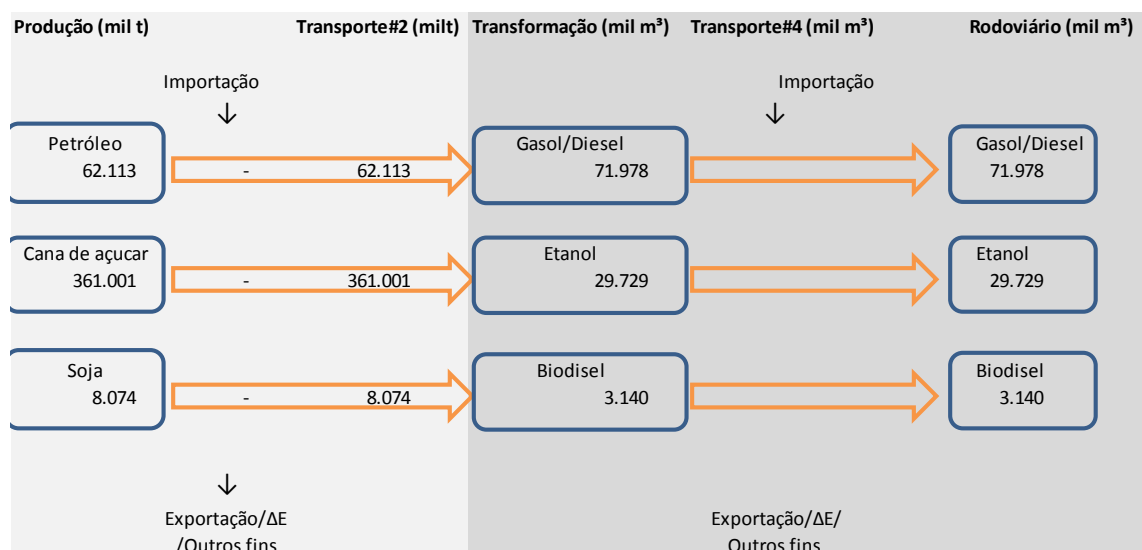 Produção (mil t) Transporte#2 (milt) Transformação (mil m³) Transporte#4 (mil m³) Rodoviário (mil m³)
Importação Importação
↓ ↓
Petróleo Gasol/Diesel Gasol/Diesel
62.113 - 62.113 71.978 71.978
Cana de açucar Etanol Etanol
361.001 - 361.001 29.729 29.729
Soja Biodisel Biodisel
8.074 - 8.074 3.140 3.140
↓
Exportação/ΔE Exportação/ΔE/
/Outros fins Outros fins